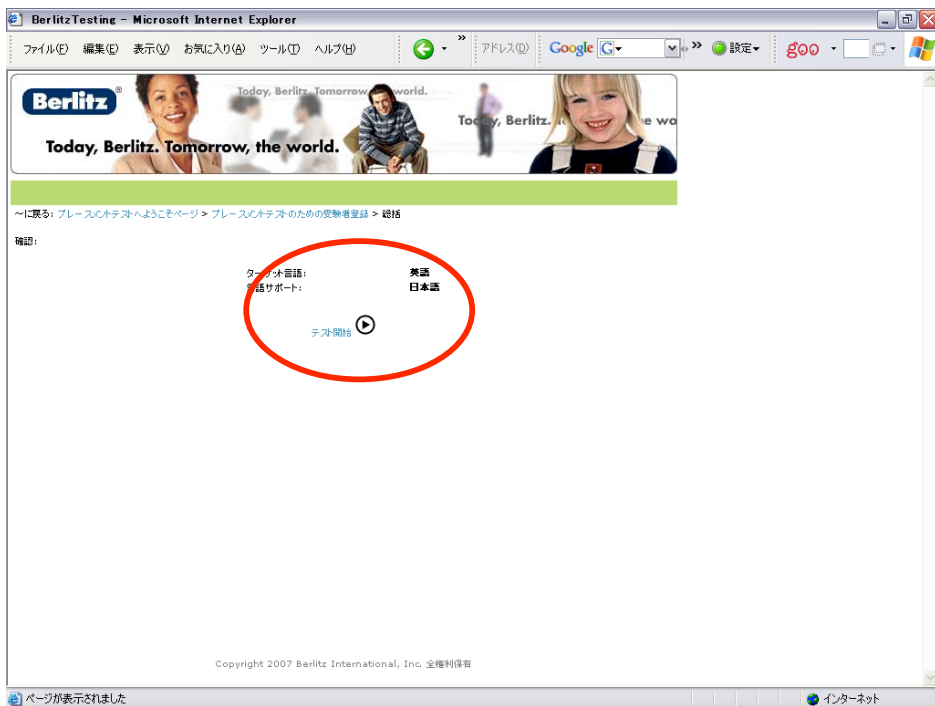 BerlitzTesting - Microsoft Internet Explorer
ファイル(F) 編集(E) 表示(V) お気に入り(A) ツール(T) ヘルプ(H) » アドレス(D) Google G » 設定 goo
Berlitz® Today, Berlitz. Tomorrow, the world.
Today, Berlitz. the wo
Today, Berlitz. Tomorrow, the world.
～に戻る: プレースメントテストへようこそページ > プレースメントテストのための受験者登録 > 総括
確認:
ターゲット言語: 英語
言語サポート: 日本語
テスト開始
Copyright 2007 Berlitz International, Inc. 全権利保有
ページが表示されました インターネット